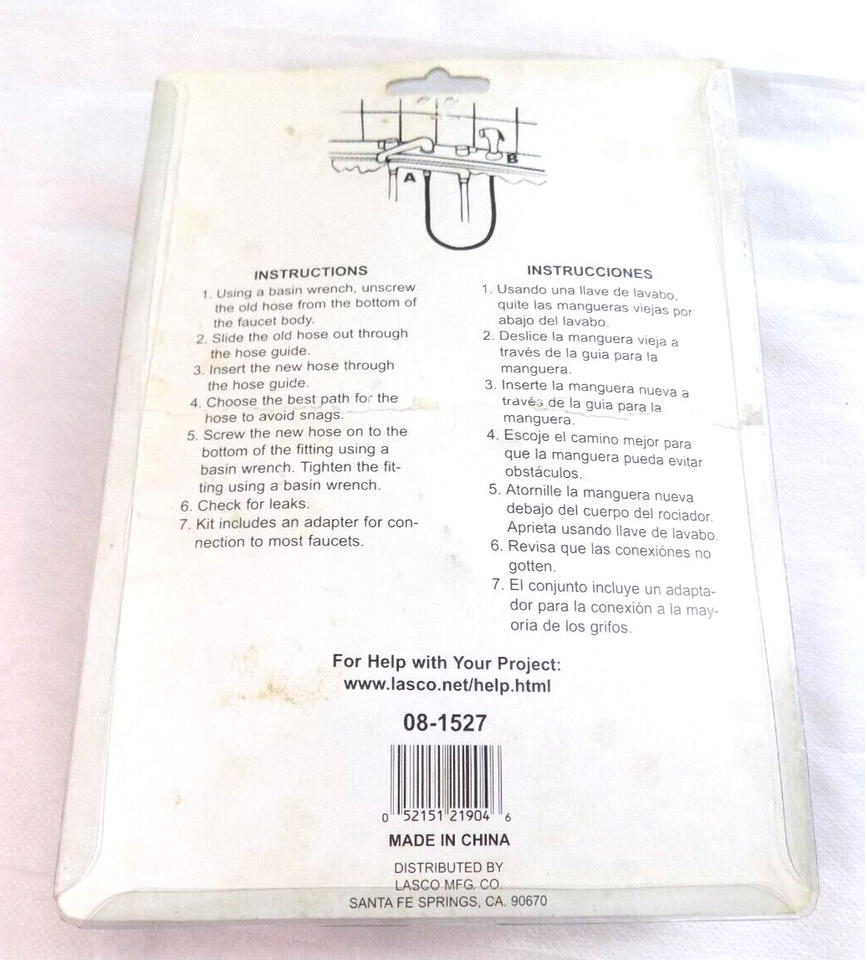 A
B
INSTRUCTIONS
1. Using a basin wrench, unscrew
the old hose from the bottom of
the faucet body.
2. Slide the old hose out through
the hose guide.
3. Insert the new hose through
the hose guide.
4. Choose the best path for the
hose to avoid snags.
5. Screw the new hose on to the
bottom of the fitting using a
basin wrench. Tighten the fit-
ting using a basin wrench.
6. Check for leaks.
7. Kit includes an adapter for con-
nection to most faucets.
INSTRUCCIONES
1. Usando una llave de lavabo,
quite las mangueras viejas por
abajo del lavabo.
2. Deslice la manguera vieja a
través de la guia para la
manguera.
3. Inserte la manguera nueva a
través de la guia para la
manguera.
4. Escoje el camino mejor para
que la manguera pueda evitar
obstáculos.
5. Atornille la manguera nueva
debajo del cuerpo del rociador.
Aprieta usando llave de lavabo.
6. Revisa que las conexiónes no
gotten.
7. El conjunto incluye un adapta-
dor para la conexión a la may-
oría de los grifos.
For Help with Your Project:
www.lasco.net/help.html
08-1527
0 52151 21904 6
MADE IN CHINA
DISTRIBUTED BY
LASCO MFG. CO.
SANTA FE SPRINGS, CA. 90670